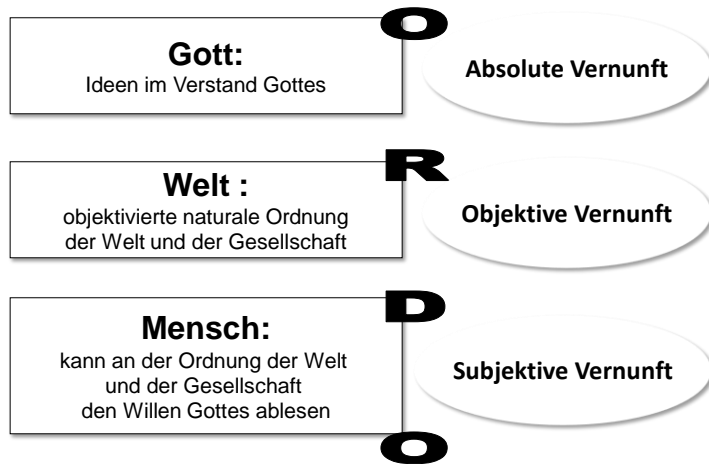 O
Gott:
Ideen im Verstand Gottes
Absolute Vernunft
R
Welt :
objektivierte naturale Ordnung
der Welt und der Gesellschaft
Objektive Vernunft
D
Mensch:
kann an der Ordnung der Welt
und der Gesellschaft
den Willen Gottes ablesen
Subjektive Vernunft
O